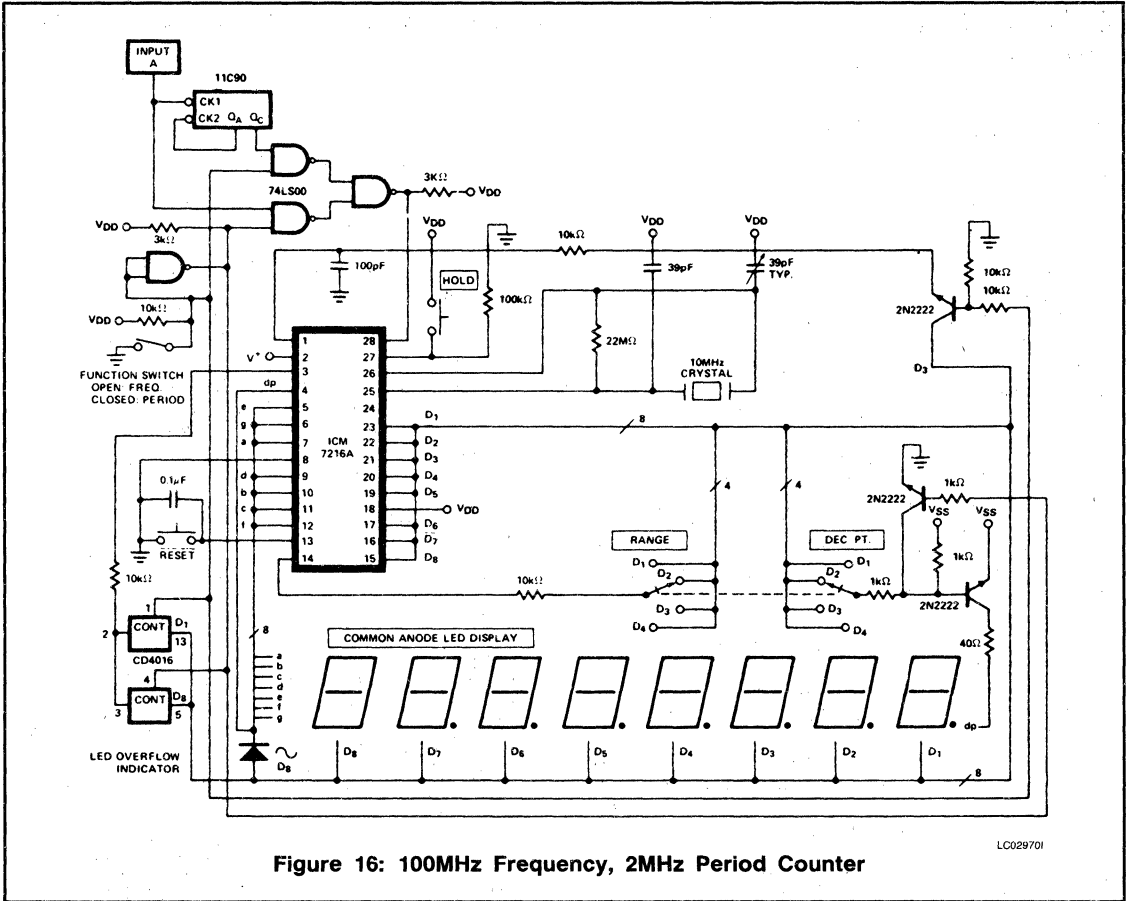 INPUT
A
11C90
CK1
CK2 QA QC
74LS00
3KΩ
VDD
VDD
3kΩ
VDD
10kΩ
FUNCTION SWITCH
OPEN: FREQ.
CLOSED: PERIOD
100pF
VDD
HOLD
100kΩ
10kΩ
VDD
39pF
VDD
39pF
TYP.
22MΩ
10MHz
CRYSTAL
2N2222
10kΩ
10kΩ
D3
V+
dp
e
g
a
d
b
c
f
1 28
2 27
3 26
4 25
5 24
6 23
7 22
8 21
9 20
10 19
11 18
12 17
13 16
14 15
ICM
7216A
D1
D2
D3
D4
D5
VDD
D6
D7
D8
8
4
4
0.1μF
RESET
10kΩ
10kΩ
RANGE
D1
D2
D3
D4
DEC PT.
D1
D2
D3
D4
1kΩ
2N2222
1kΩ
VSS
1kΩ
VSS
2N2222
40Ω
dp
1
2
CONT
D1
13
CD4016
4
3
CONT
D8
5
LED OVERFLOW
INDICATOR
8
a
b
c
d
e
f
g
D8
COMMON ANODE LED DISPLAY
D8 D7 D6 D5 D4 D3 D2 D1
8
LC02970I
Figure 16: 100MHz Frequency, 2MHz Period Counter